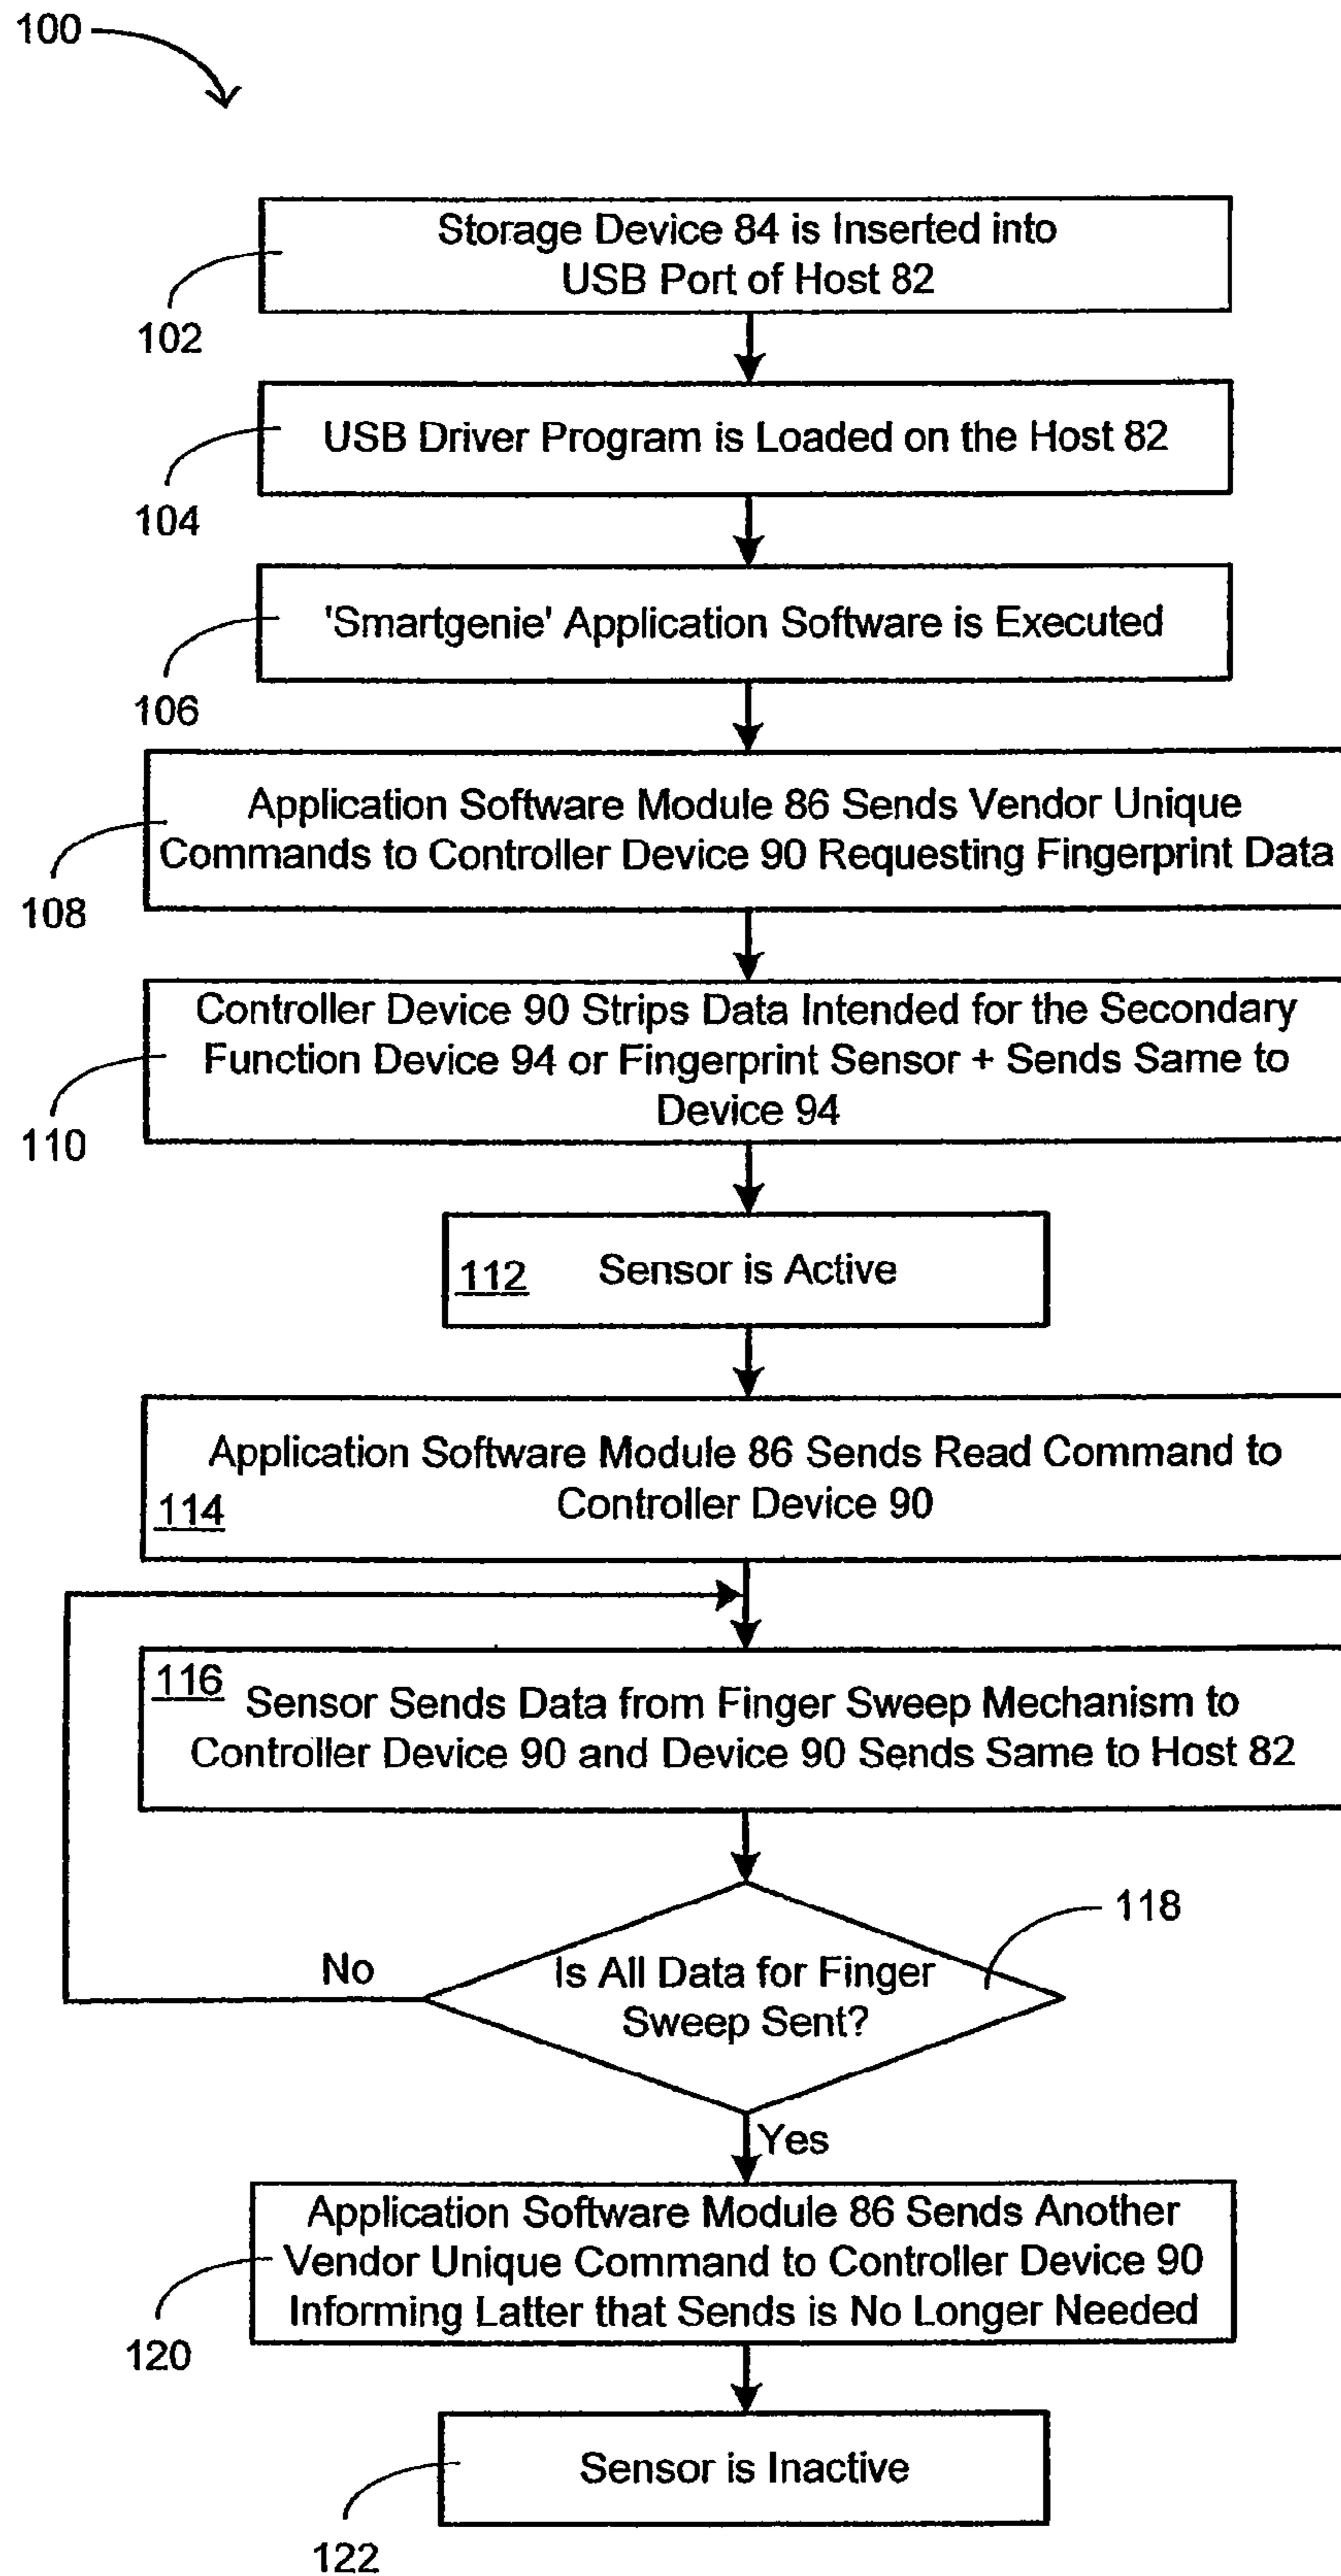 100
Storage Device 84 is Inserted into
USB Port of Host 82
102
USB Driver Program is Loaded on the Host 82
104
'Smartgenie' Application Software is Executed
106
Application Software Module 86 Sends Vendor Unique
Commands to Controller Device 90 Requesting Fingerprint Data
108
Controller Device 90 Strips Data Intended for the Secondary
Function Device 94 or Fingerprint Sensor + Sends Same to
Device 94
110
112 Sensor is Active
Application Software Module 86 Sends Read Command to
Controller Device 90
114
116
Sensor Sends Data from Finger Sweep Mechanism to
Controller Device 90 and Device 90 Sends Same to Host 82
118
No
Is All Data for Finger
Sweep Sent?
Yes
Application Software Module 86 Sends Another
Vendor Unique Command to Controller Device 90
Informing Latter that Sends is No Longer Needed
120
Sensor is Inactive
122